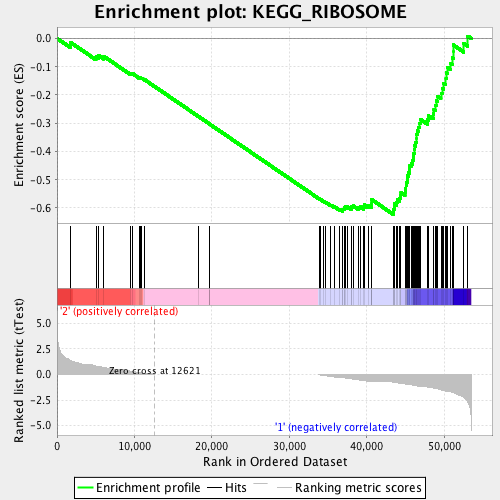 Enrichment plot: KEGG_RIBOSOME
Enrichment score (ES)
0.0
-0.1
-0.2
-0.3
-0.4
-0.5
-0.6
'2' (positively correlated)
Ranked list metric (tTest)
5.0
2.5
0.0
-2.5
-5.0
Zero cross at 12621
'1' (negatively correlated)
0 10,000 20,000 30,000 40,000 50,000
Rank in Ordered Dataset
Enrichment profile Hits Ranking metric scores